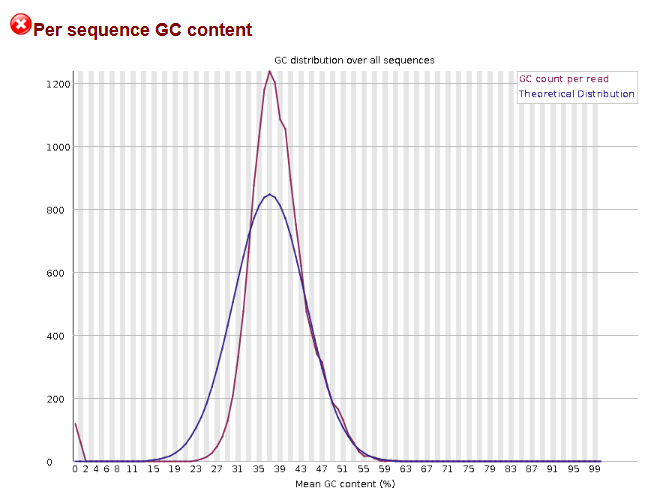 Per sequence GC content
GC distribution over all sequences
GC count per read
Theoretical Distribution
1200
1000
800
600
400
200
0
0 2 4 6 8 11 15 19 23 27 31 35 39 43 47 51 55 59 63 67 71 75 79 83 87 91 95 99
Mean GC content (%)